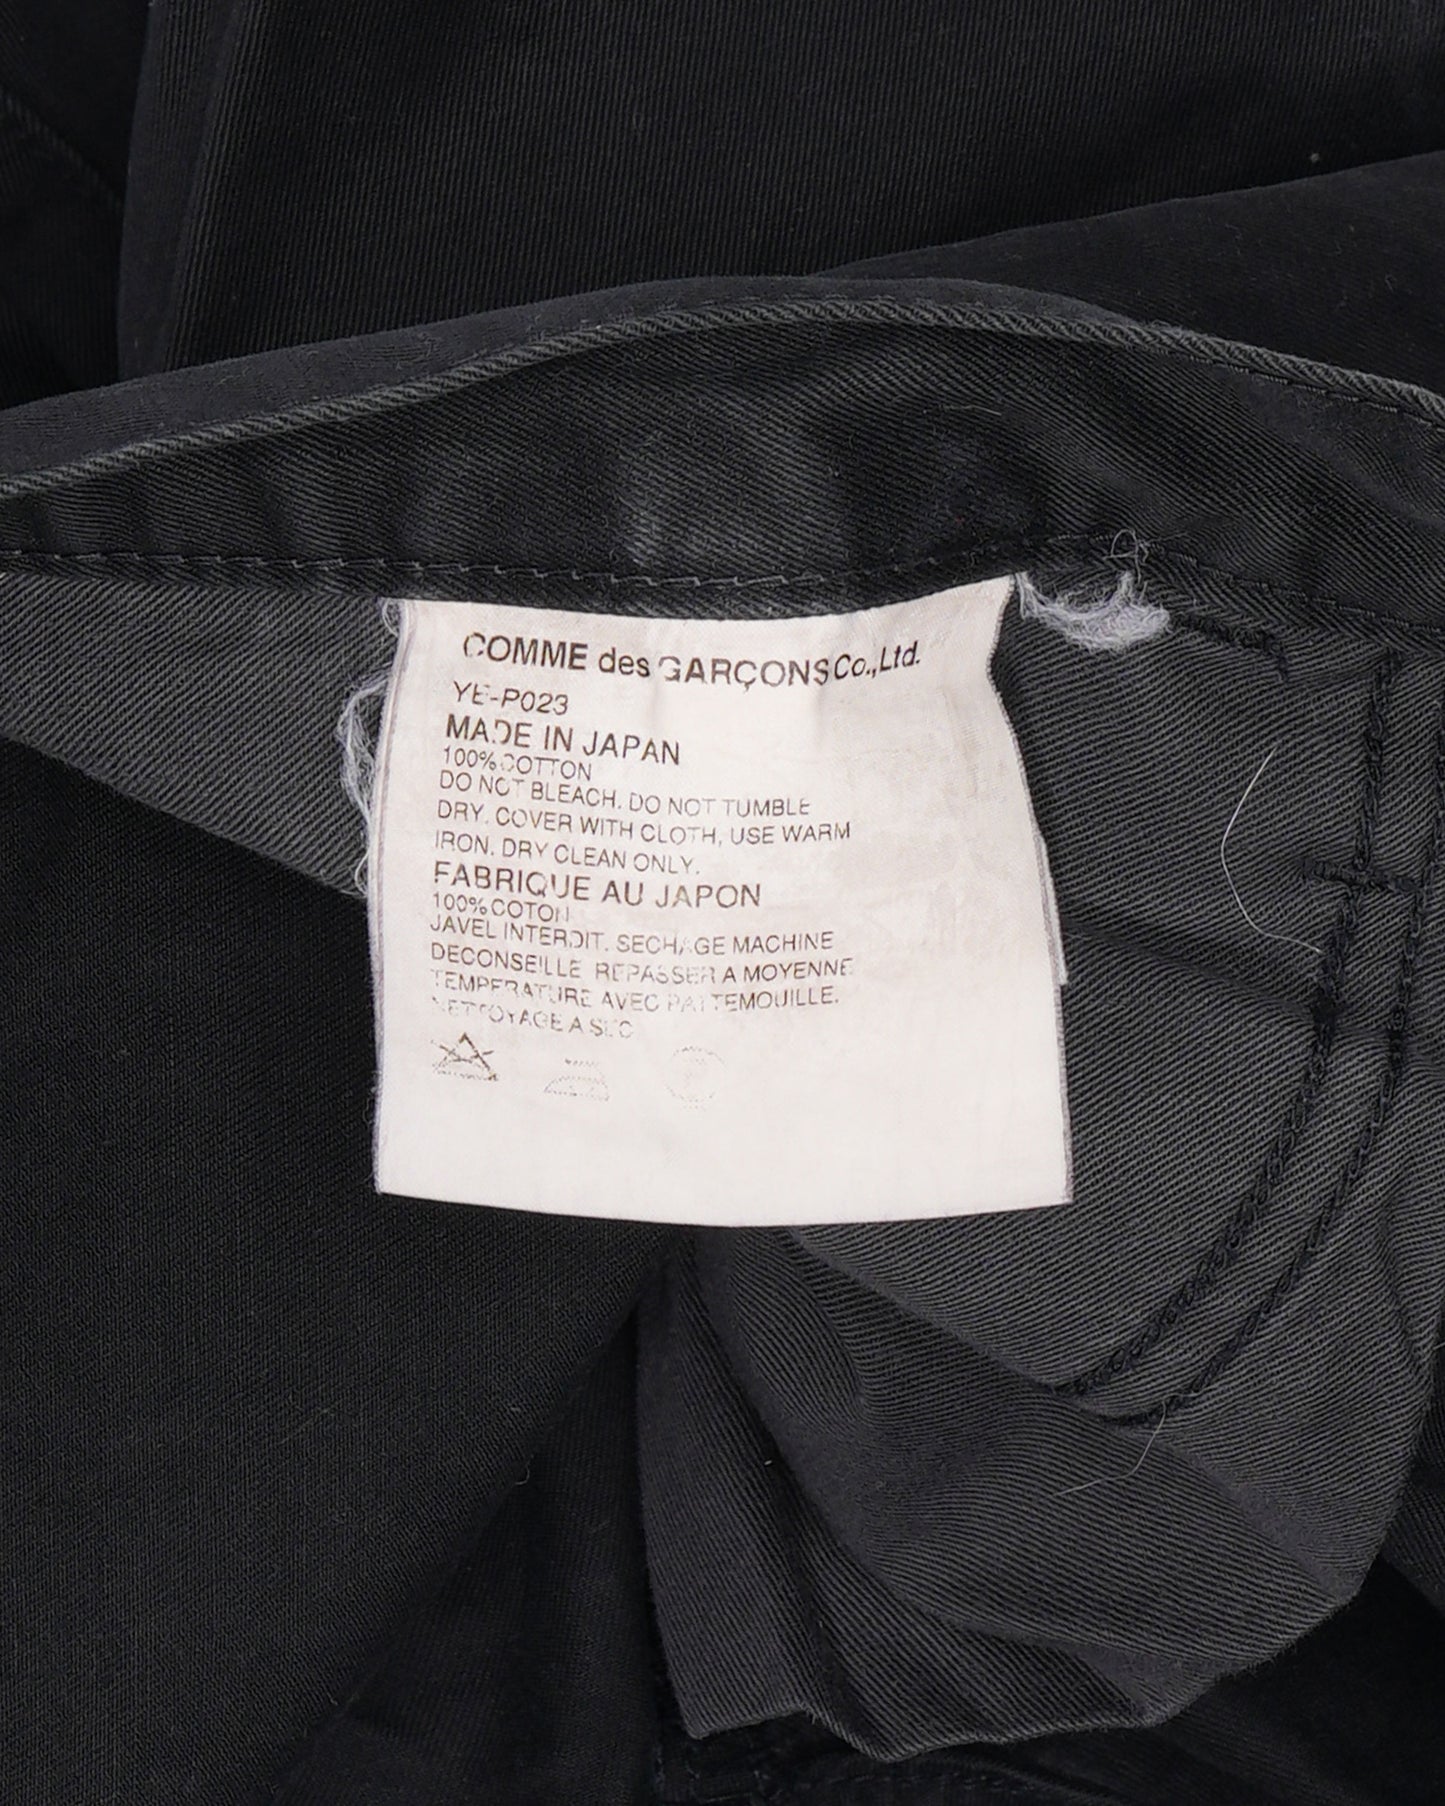 COMME des GARÇONS Co.,Ltd.
YE-P023
MADE IN JAPAN
100% COTTON
DO NOT BLEACH. DO NOT TUMBLE
DRY. COVER WITH CLOTH, USE WARM
IRON. DRY CLEAN ONLY.
FABRIQUE AU JAPON
100% COTON
JAVEL INTERDIT. SECHAGE MACHINE
DECONSEILLE REPASSER A MOYENNE
TEMPERATURE AVEC PATTEMOUILLE.
NETTOYAGE A SEC